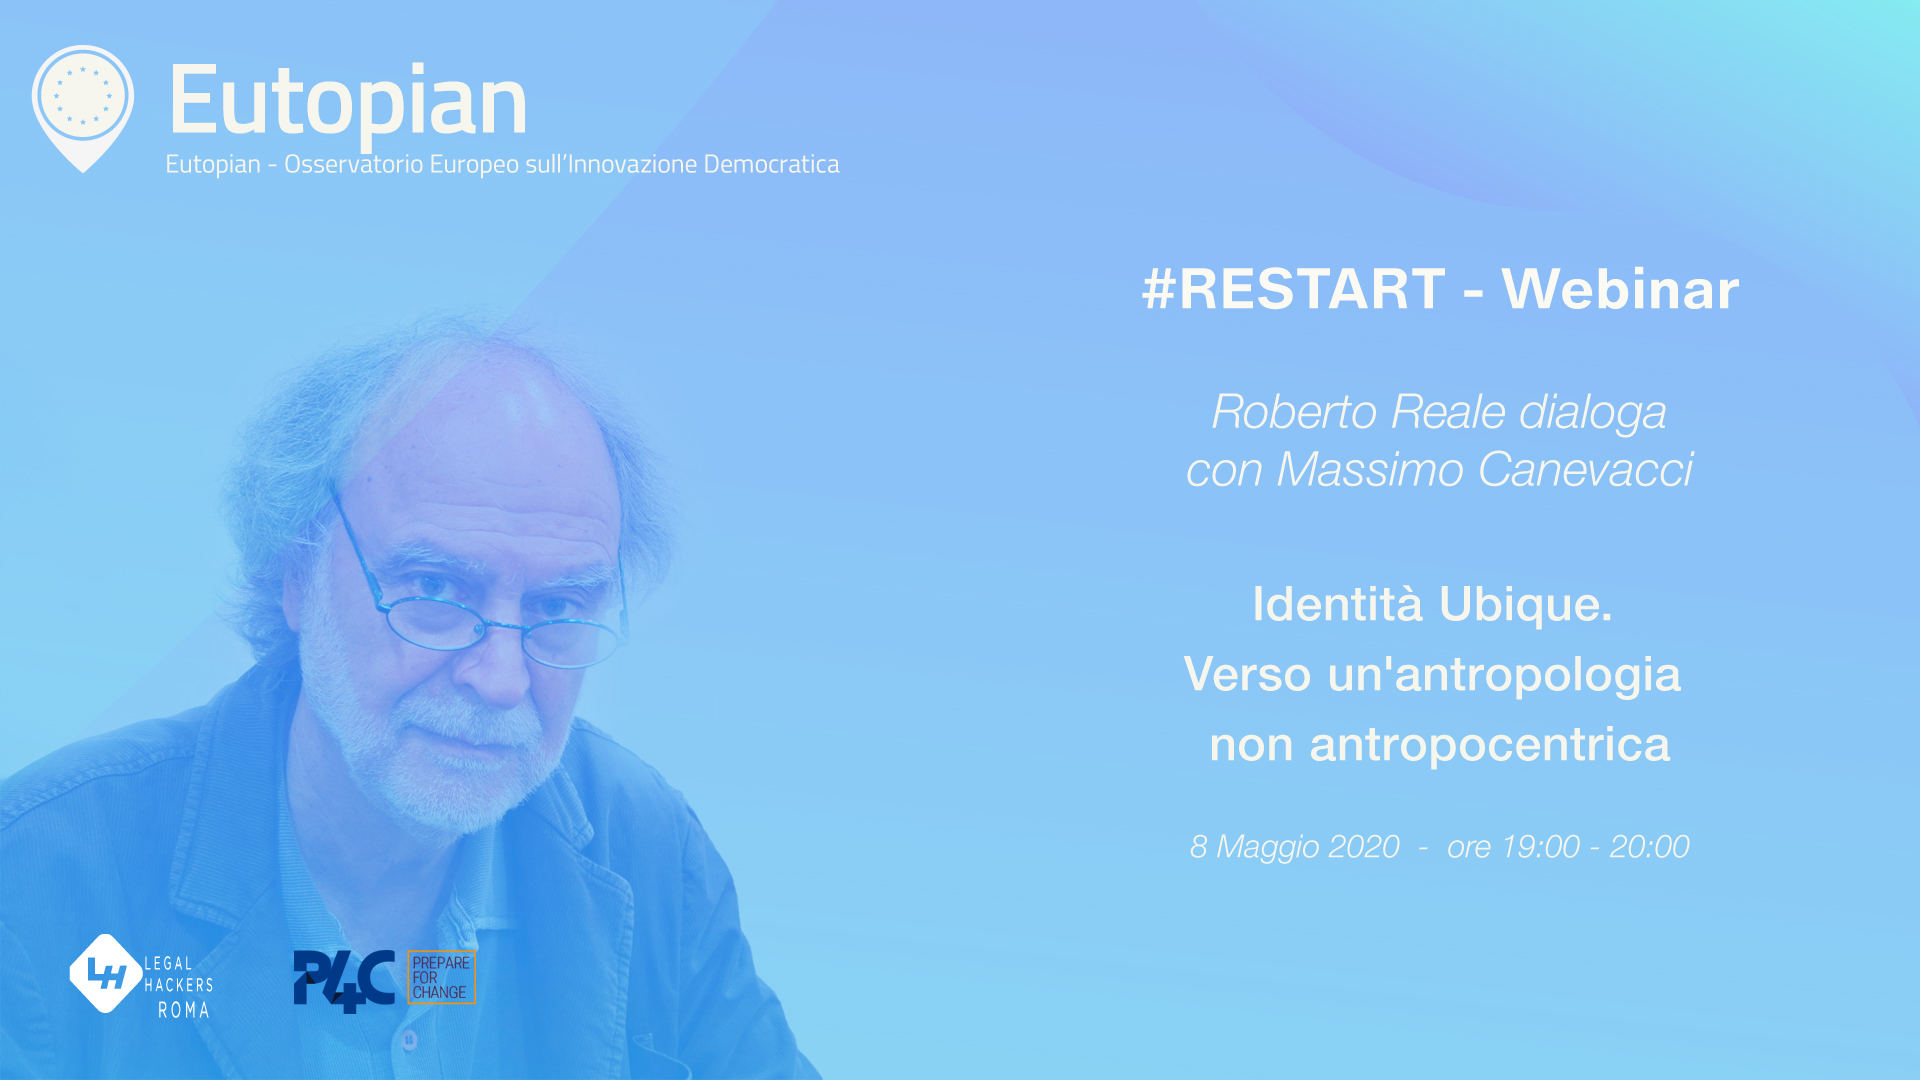 Eutopian
Eutopian - Osservatorio Europeo sull’Innovazione Democratica
#RESTART - Webinar
Roberto Reale dialoga
con Massimo Canevacci
Identità Ubique.
Verso un'antropologia
non antropocentrica
8 Maggio 2020 - ore 19:00 - 20:00
LH
LEGAL
HACKERS
ROMA
P4C
PREPARE
FOR
CHANGE